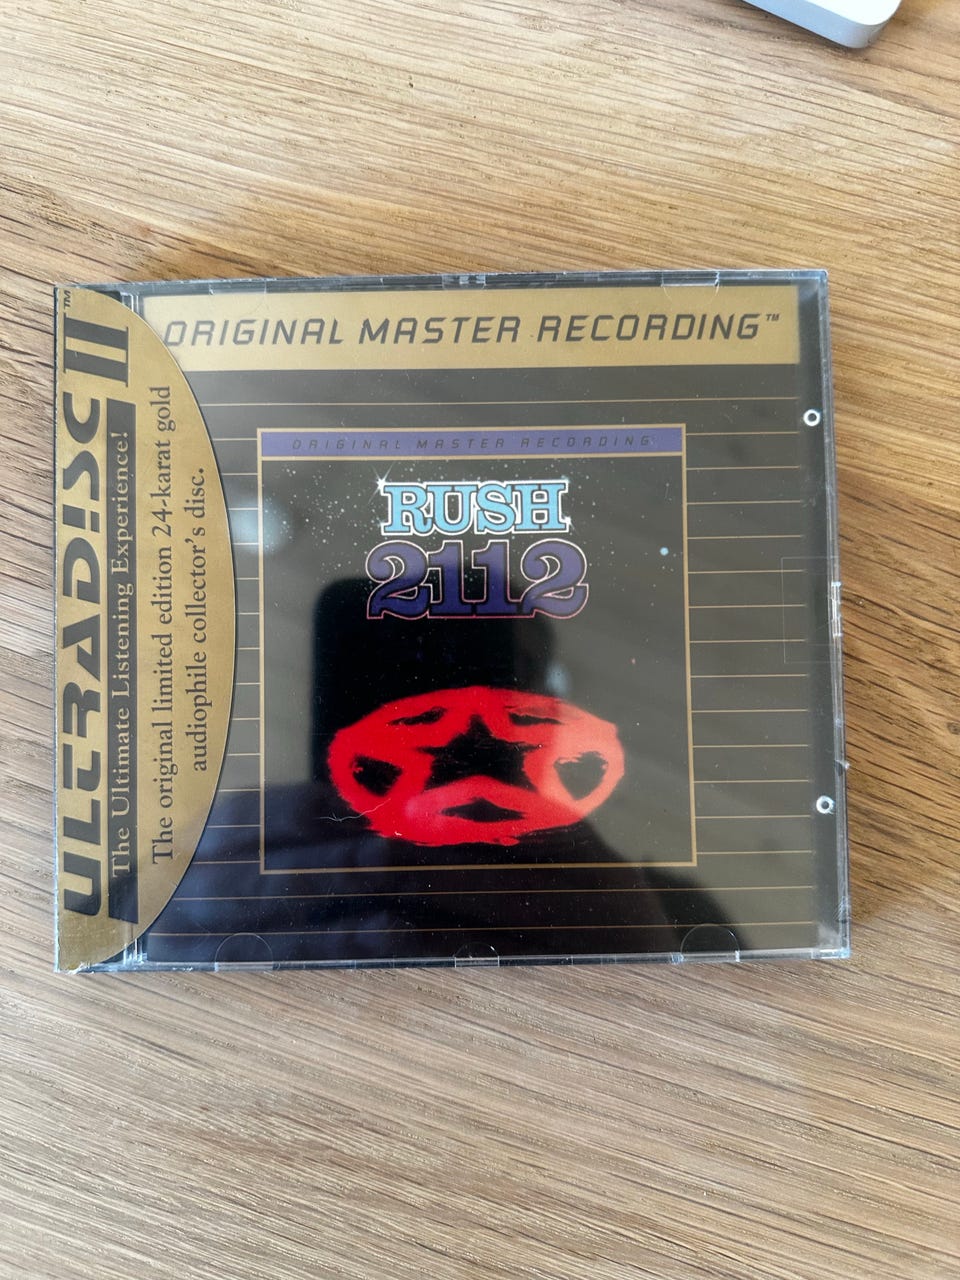 ULTRADISC II™
The Ultimate Listening Experience!
The original limited edition 24-karat gold
audiophile collector's disc.
ORIGINAL MASTER RECORDING™
ORIGINAL MASTER RECORDING
RUSH
2112